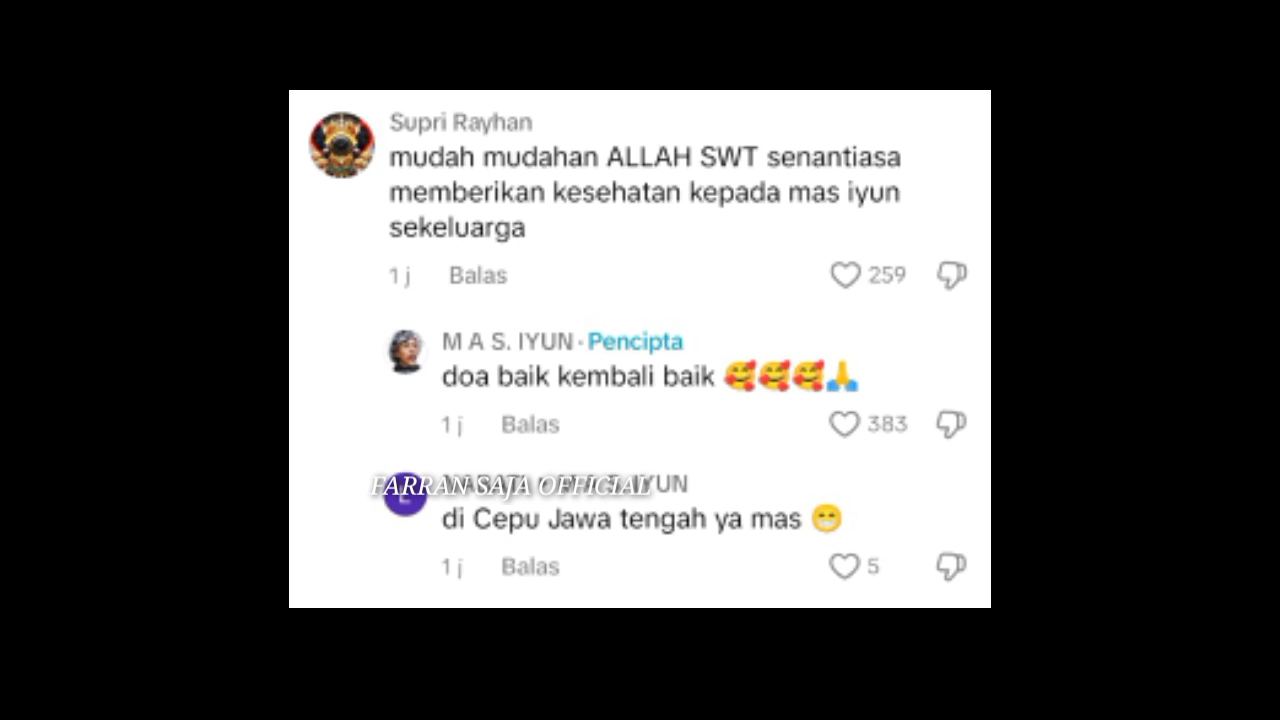 Supri Rayhan
mudah mudahan ALLAH SWT senantiasa
memberikan kesehatan kepada mas iyun
sekeluarga
1 j Balas 259
M A S. IYUN · Pencipta
doa baik kembali baik 🥰🥰🥰🙏
1 j Balas 383
FARRAN SAJA OFFICIAL
IYUN
di Cepu Jawa tengah ya mas 😁
1 j Balas 5